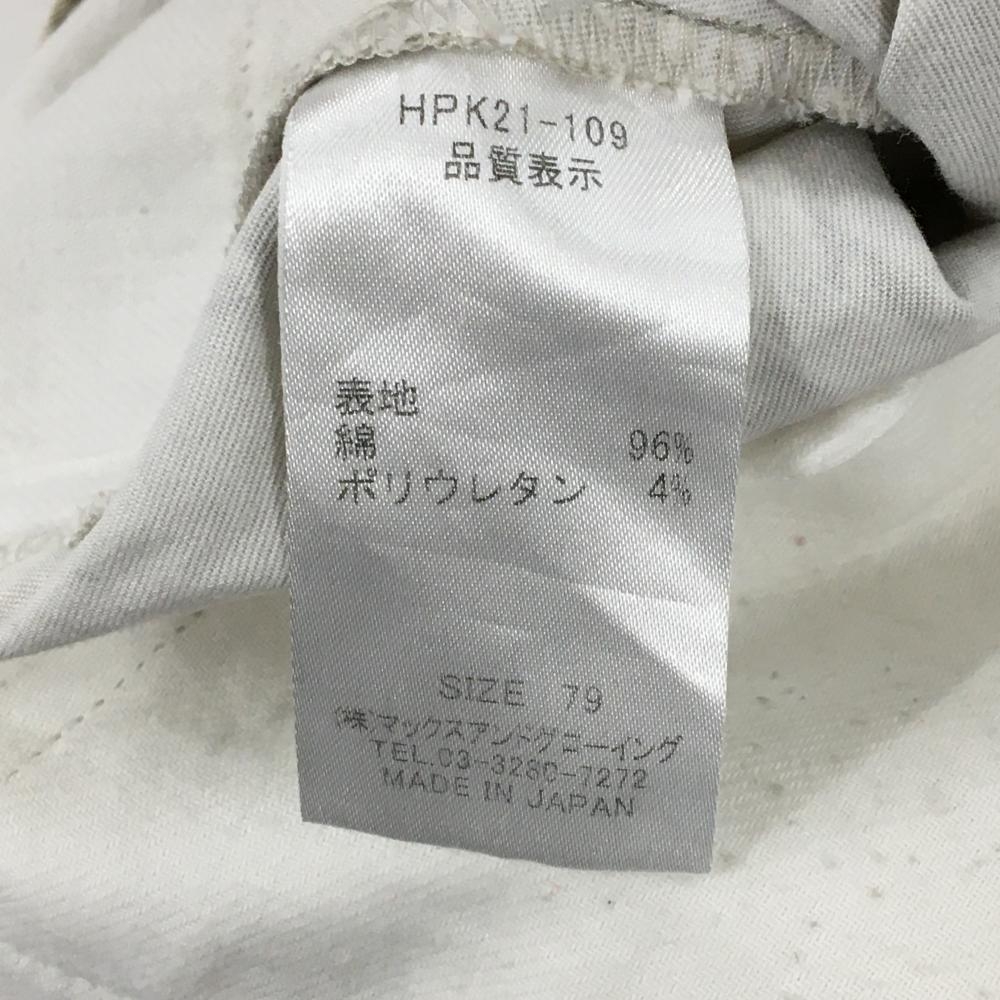 HPK21-109
品質表示
表地
綿 96%
ポリウレタン 4%
SIZE 79
(株)マックスアンドゲコーイング
TEL.03-3280-7272
MADE IN JAPAN